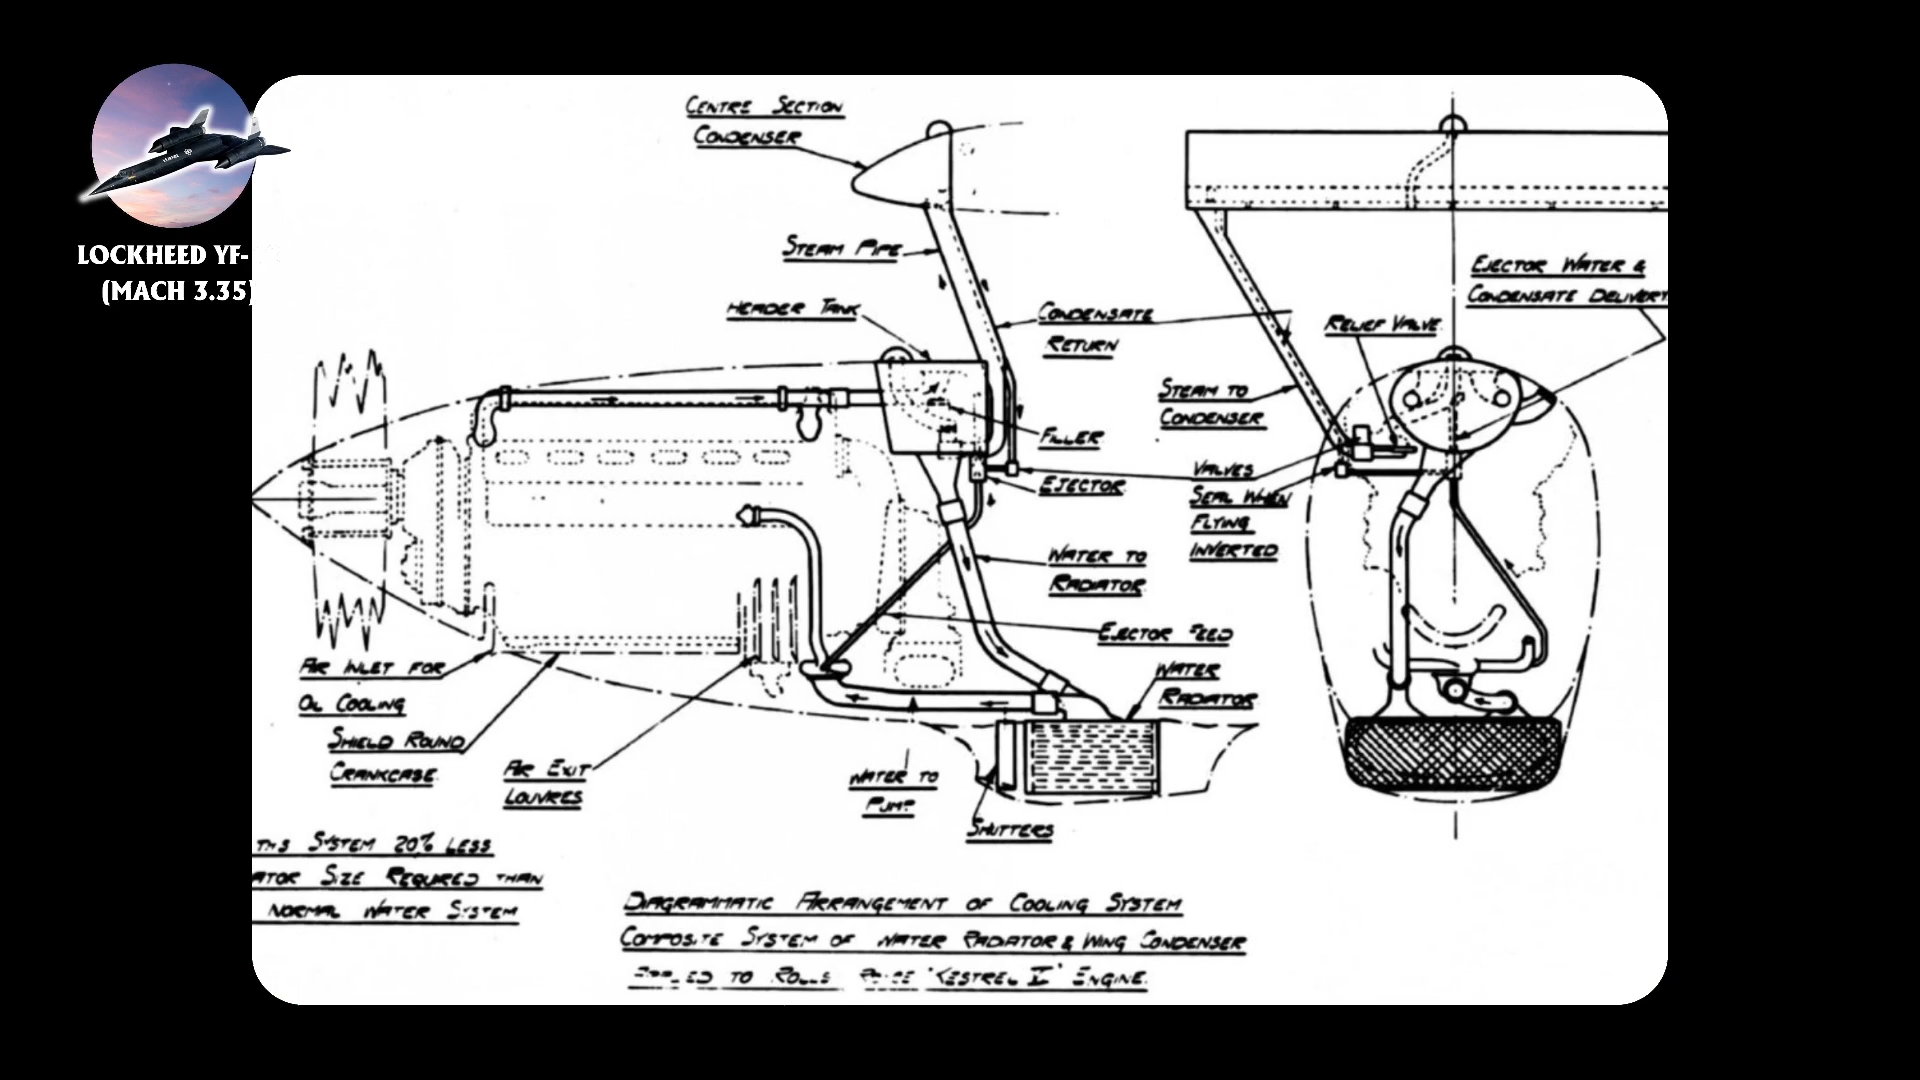 LOCKHEED YF-
(MACH 3.35)
CENTRE SECTION
CONDENSER
STEAM PIPE
HEADER TANK
CONDENSATE
RETURN
FILLER
EJECTOR
WATER TO
RADIATOR
EJECTOR FEED
WATER
RADIATOR
EJECTOR WATER &
CONDENSATE DELIVERY
RELIEF VALVE
STEAM TO
CONDENSER
VALVES
SEAL WHEN
FLYING
INVERTED
AIR INLET FOR
OIL COOLING
SHIELD ROUND
CRANKCASE
AIR EXIT
LOUVRES
WATER TO
PUMP
SHUTTERS
THIS SYSTEM 20% LESS
ATOR SIZE REQUIRED THAN
NORMAL WATER SYSTEM
DIAGRAMMATIC ARRANGEMENT OF COOLING SYSTEM
COMPOSITE SYSTEM OF WATER RADIATOR & WING CONDENSER
TO ROLLS 'KESTREL ENGINE.